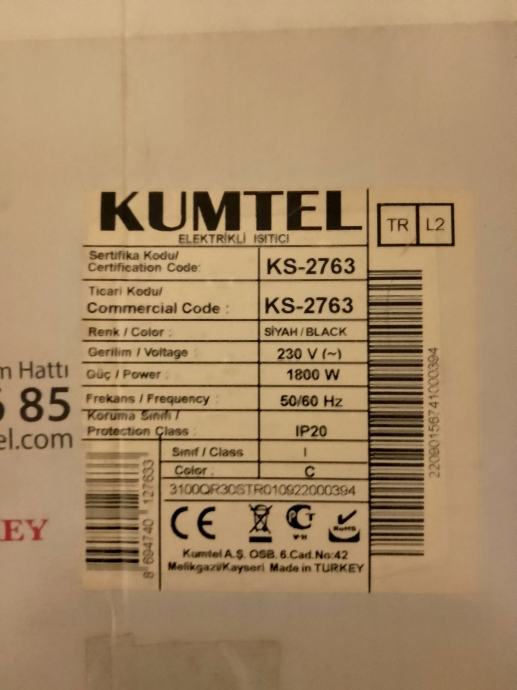 KUMTEL
ELEKTRİKLİ ISITICI
TR L2
Sertifika Kodu/
Certification Code: KS-2763
Ticari Kodu/
Commercial Code : KS-2763
Renk / Color : SİYAH / BLACK
Gerilim / Voltage : 230 V (~)
Güç / Power : 1800 W
Frekans / Frequency : 50/60 Hz
Koruma Sınıfı /
Protection Class : IP20
Sınıf / Class I
Color : C
3100QR30STR010922000394
CE
RoHS
Kumtel A.Ş. OSB. 6.Cad. No:42
Melikgazi/Kayseri Made in TURKEY
8 694740 127633
22090156741000394
m Hattı
85
el.com
EY